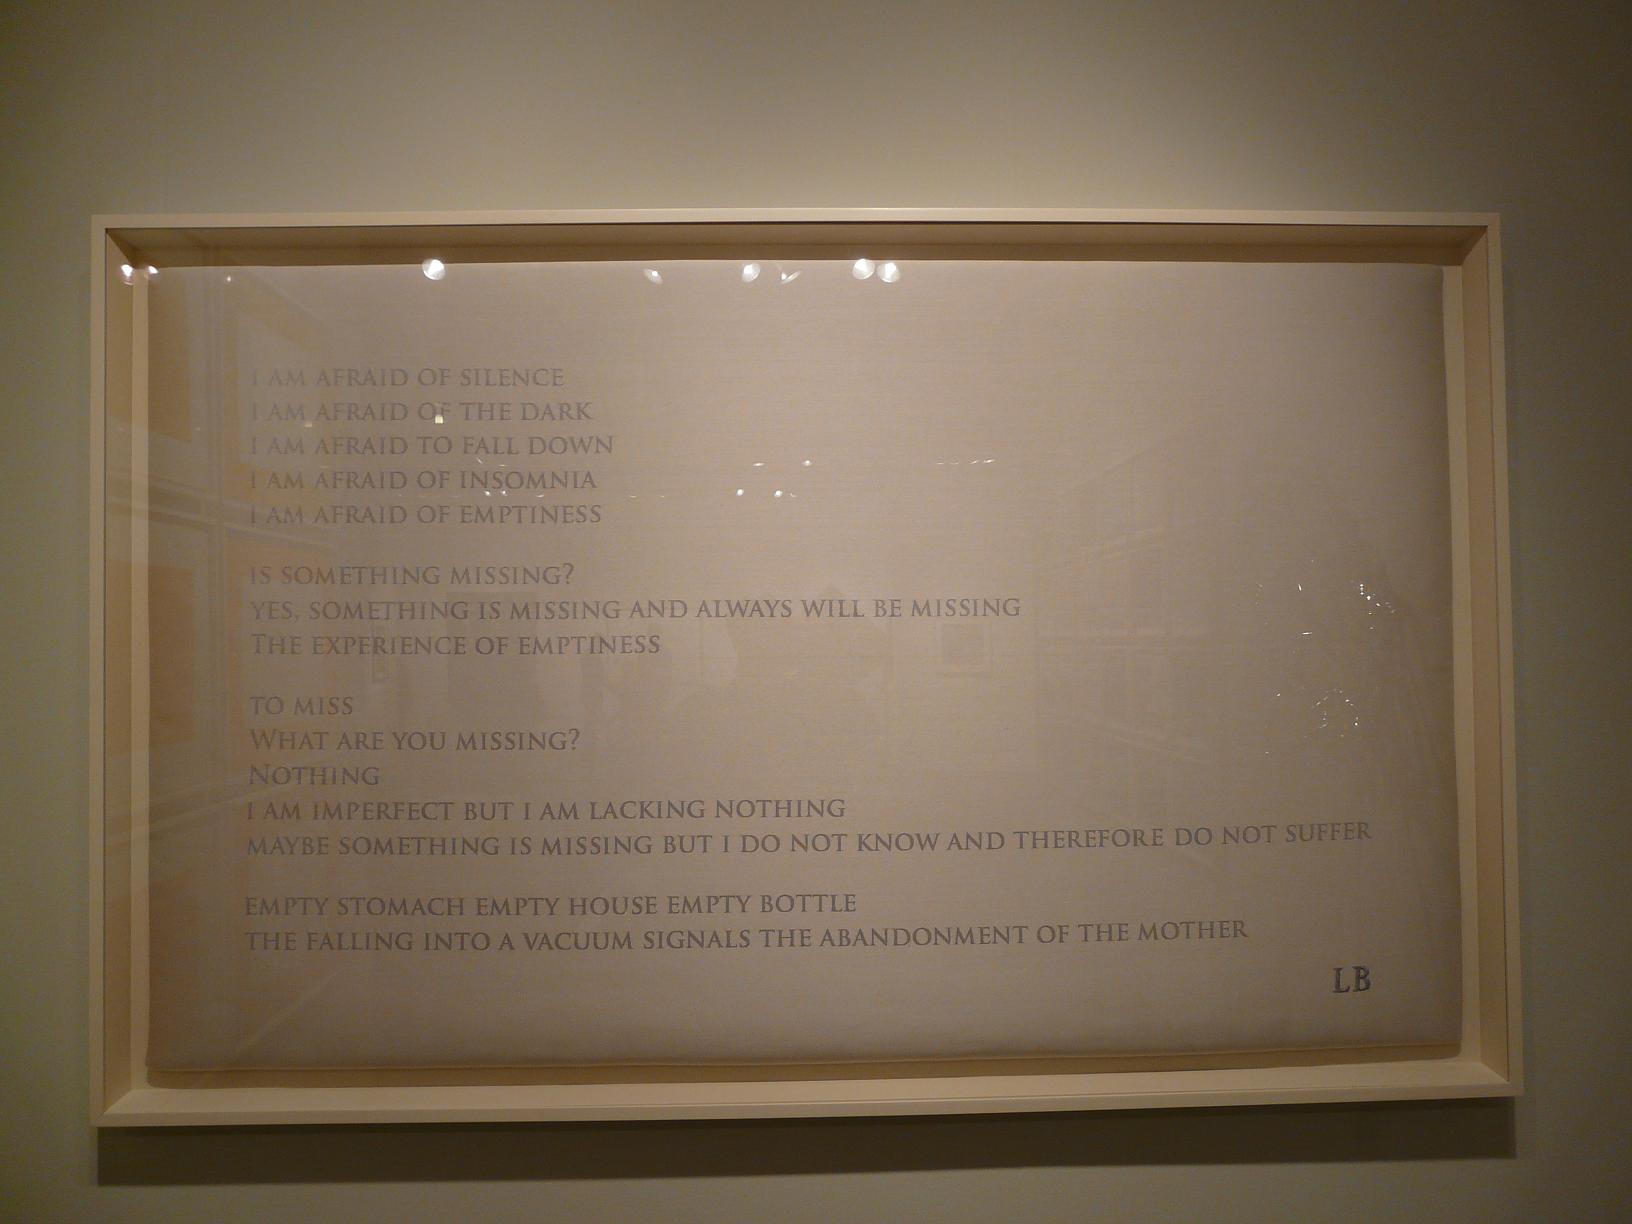 I AM AFRAID OF SILENCE
I AM AFRAID OF THE DARK
I AM AFRAID TO FALL DOWN
I AM AFRAID OF INSOMNIA
I AM AFRAID OF EMPTINESS
IS SOMETHING MISSING?
YES, SOMETHING IS MISSING AND ALWAYS WILL BE MISSING
THE EXPERIENCE OF EMPTINESS
TO MISS
WHAT ARE YOU MISSING?
NOTHING
I AM IMPERFECT BUT I AM LACKING NOTHING
MAYBE SOMETHING IS MISSING BUT I DO NOT KNOW AND THEREFORE DO NOT SUFFER
EMPTY STOMACH EMPTY HOUSE EMPTY BOTTLE
THE FALLING INTO A VACUUM SIGNALS THE ABANDONMENT OF THE MOTHER
LB